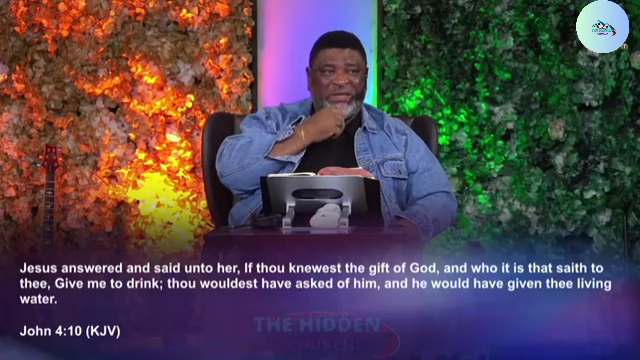 Jesus answered and said unto her, If thou knewest the gift of God, and who it is that saith to
thee, Give me to drink; thou wouldest have asked of him, and he would have given thee living
water.
John 4:10 (KJV)
THE HIDDEN
CHURCH